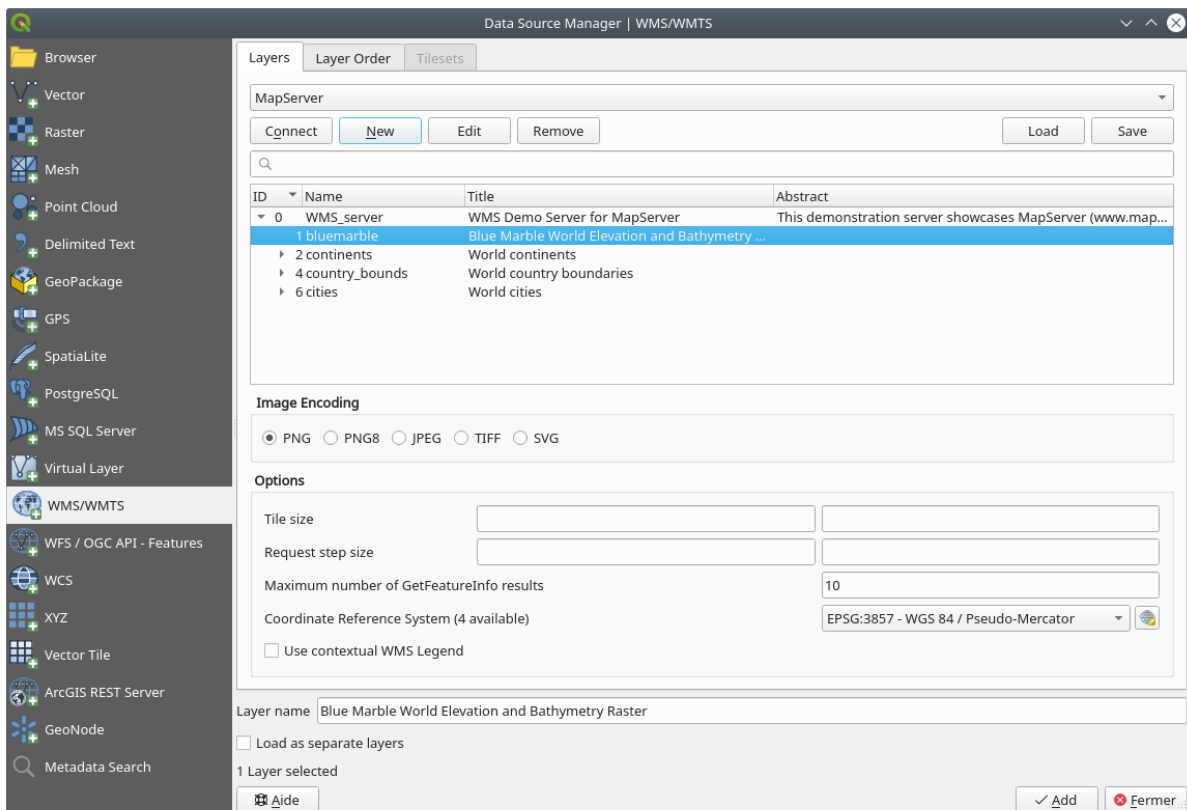 Data Source Manager | WMS/WMTS
Browser
Vector
Raster
Mesh
Point Cloud
Delimited Text
GeoPackage
GPS
SpatiaLite
PostgreSQL
MS SQL Server
Virtual Layer
WMS/WMTS
WFS / OGC API - Features
WCS
XYZ
Vector Tile
ArcGIS REST Server
GeoNode
Metadata Search
Layers Layer Order Tilesets
MapServer
Connect New Edit Remove Load Save
ID Name Title Abstract
0 WMS_server WMS Demo Server for MapServer This demonstration server showcases MapServer (www.map...
1 bluemarble Blue Marble World Elevation and Bathymetry ...
2 continents World continents
4 country_bounds World country boundaries
6 cities World cities
Image Encoding
PNG PNG8 JPEG TIFF SVG
Options
Tile size
Request step size
Maximum number of GetFeatureInfo results 10
Coordinate Reference System (4 available) EPSG:3857 - WGS 84 / Pseudo-Mercator
Use contextual WMS Legend
Layer name Blue Marble World Elevation and Bathymetry Raster
Load as separate layers
1 Layer selected
Aide Add Fermer